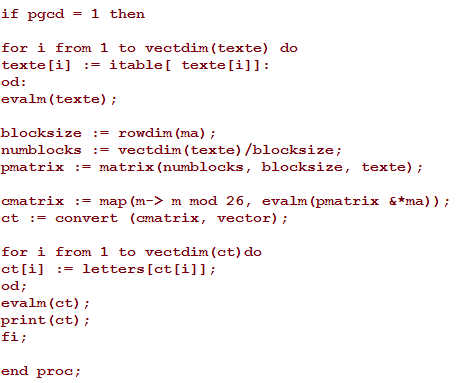 if pgcd = 1 then
for i from 1 to vectdim(texte) do
texte[i] := itable[ texte[i]]:
od:
evalm(texte);
blocksize := rowdim(ma);
numblocks := vectdim(texte)/blocksize;
pmatrix := matrix(numblocks, blocksize, texte);
cmatrix := map(m-> m mod 26, evalm(pmatrix &*ma));
ct := convert (cmatrix, vector);
for i from 1 to vectdim(ct)do
ct[i] := letters[ct[i]];
od;
evalm(ct);
print(ct);
fi;
end proc;